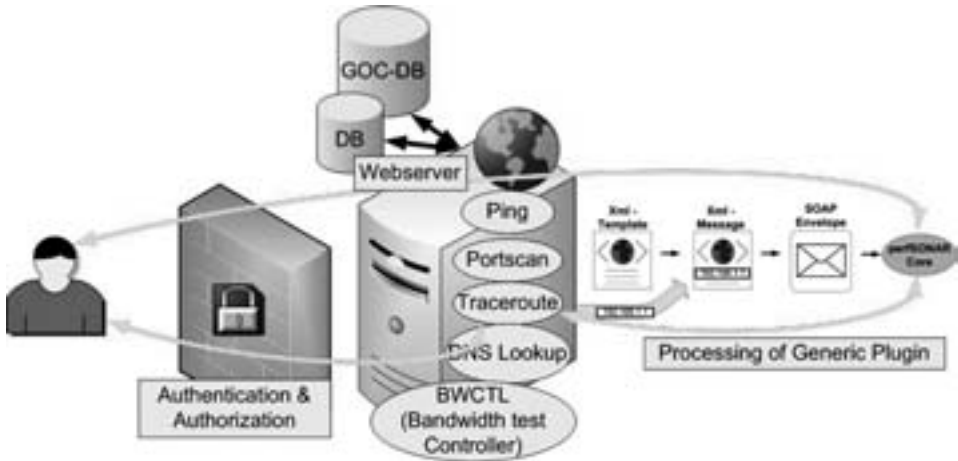 GOC-DB
DB
Webserver
Ping
Portscan
Traceroute
DNS Lookup
BWCTL
(Bandwidth test
Controller)
Authentication &
Authorization
Xml -
Template
Xml -
Message
SOAP
Envelope
perfSONAR
Core
Processing of Generic Plugin